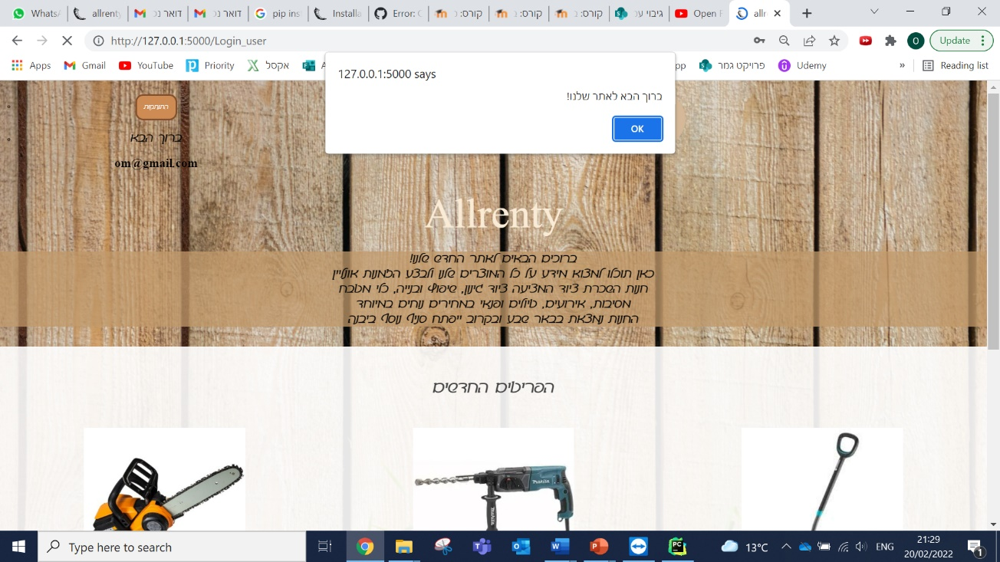 WhatsA
allrenty
דואר נכ
דואר נכ
pip inst
Installa
Error: C
קורס: נ
קורס: ב
קורס: ב
גיבוי עב
Open F
allr
http://127.0.0.1:5000/Login_user
Update
Apps
Gmail
YouTube
Priority
אקסל
פרויקט גמר
Udemy
»
Reading list
127.0.0.1:5000 says
ברוך הבא לאתר שלנו!
OK
התנתקות
ברוך הבא
om@gmail.com
Allrenty
ברוכים הבאים לאתר החדש שלנו!
כאן תוכלו למצוא מידע על כל המוצרים שלנו ולבצע הזמנות אונליין
חנות השכרת ציוד המציעה ציוד גינון, שיפוץ ובנייה, כלי מטבח
מסיבות, אירועים, טיולים ופנאי במחירים נוחים במיוחד
החנות נמצאת בבאר שבע ובקרוב ייפתח סניף נוסף ביבנה
הפריטים החדשים
makita
Type here to search
13°C
ENG
21:29
20/02/2022
1